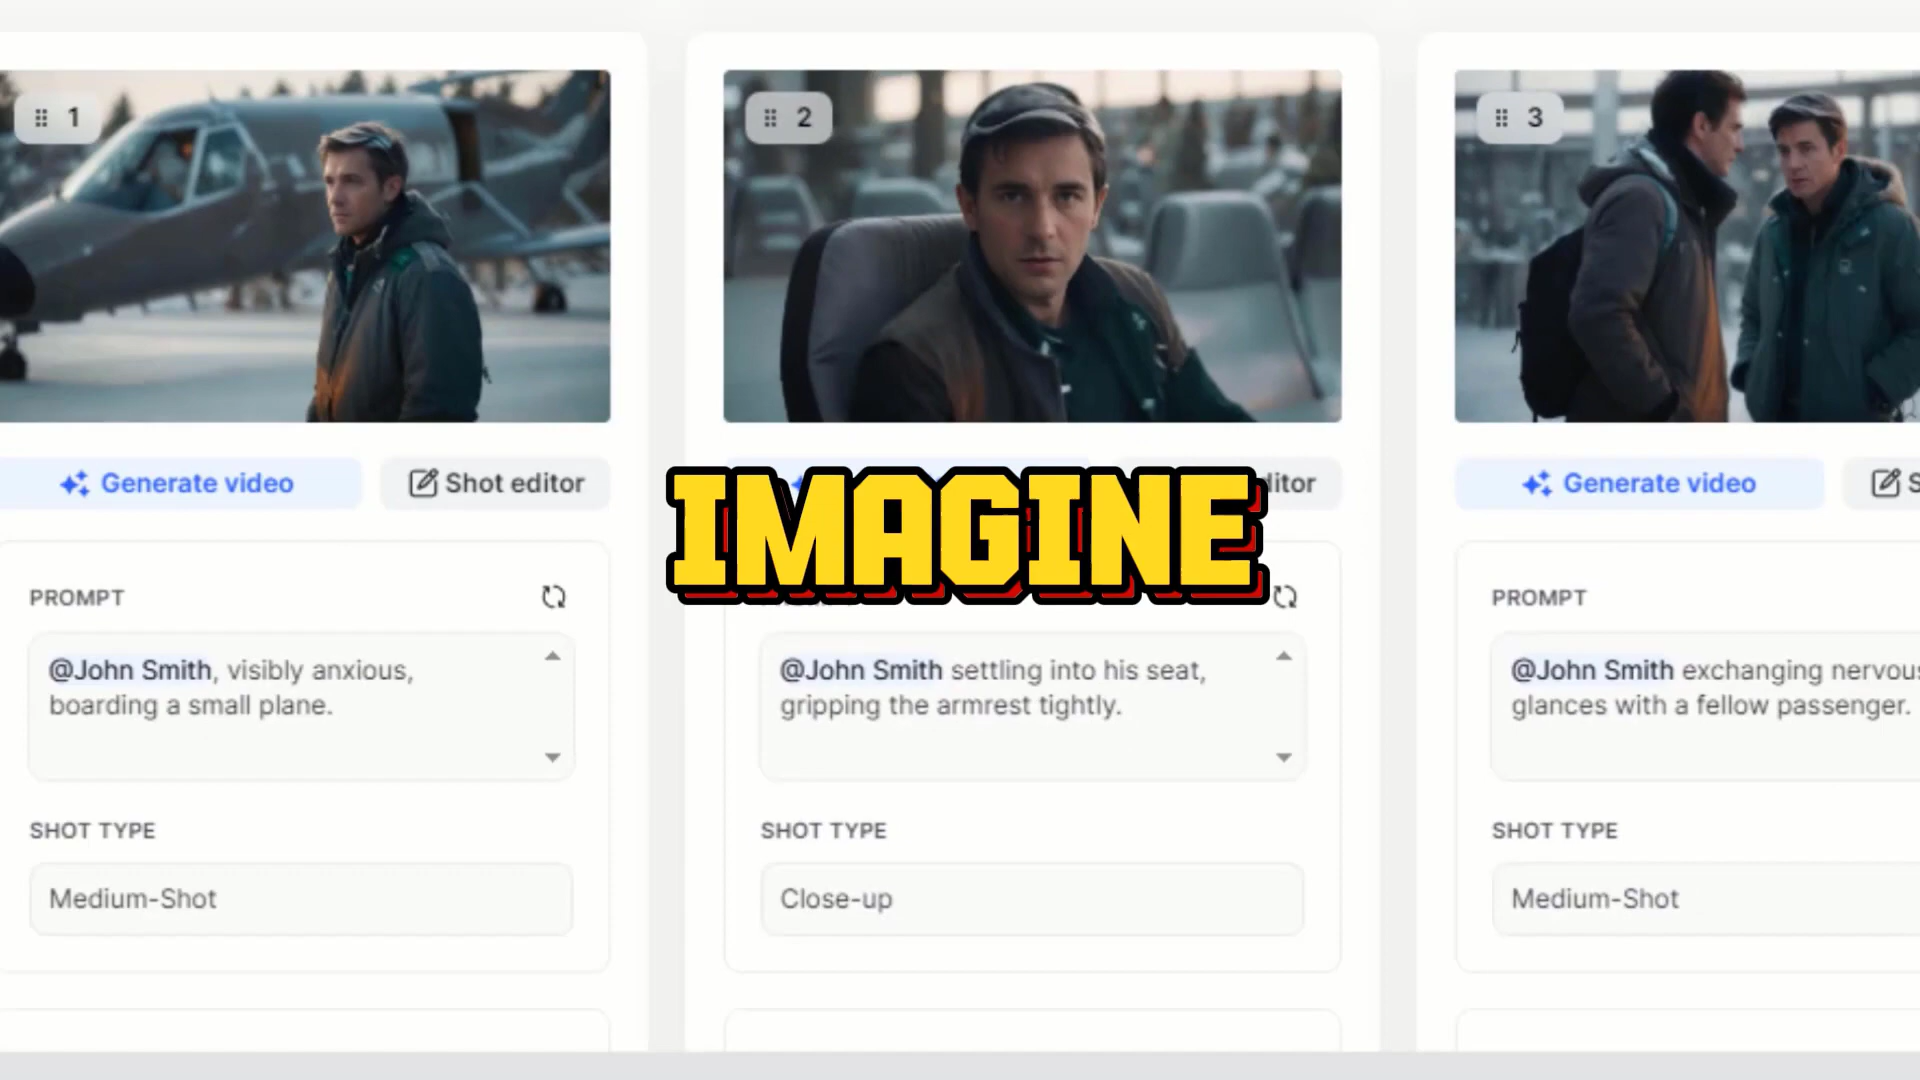 1
Generate video
Shot editor
PROMPT
@John Smith, visibly anxious,
boarding a small plane.
SHOT TYPE
Medium-Shot
2
IMAGINE
@John Smith settling into his seat,
gripping the armrest tightly.
SHOT TYPE
Close-up
3
Generate video
PROMPT
@John Smith exchanging nervous
glances with a fellow passenger.
SHOT TYPE
Medium-Shot